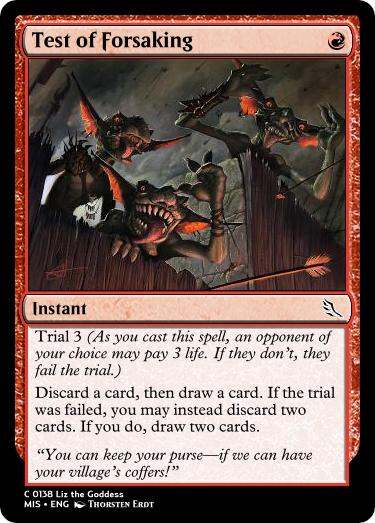 Test of Forsaking
Instant
Trial 3 (As you cast this spell, an opponent of
your choice may pay 3 life. If they don't, they
fail the trial.)
Discard a card, then draw a card. If the trial
was failed, you may instead discard two
cards. If you do, draw two cards.
“You can keep your purse—if we can have
your village's coffers!”
C 0138 Liz the Goddess
MIS • ENG Thorsten Erdt